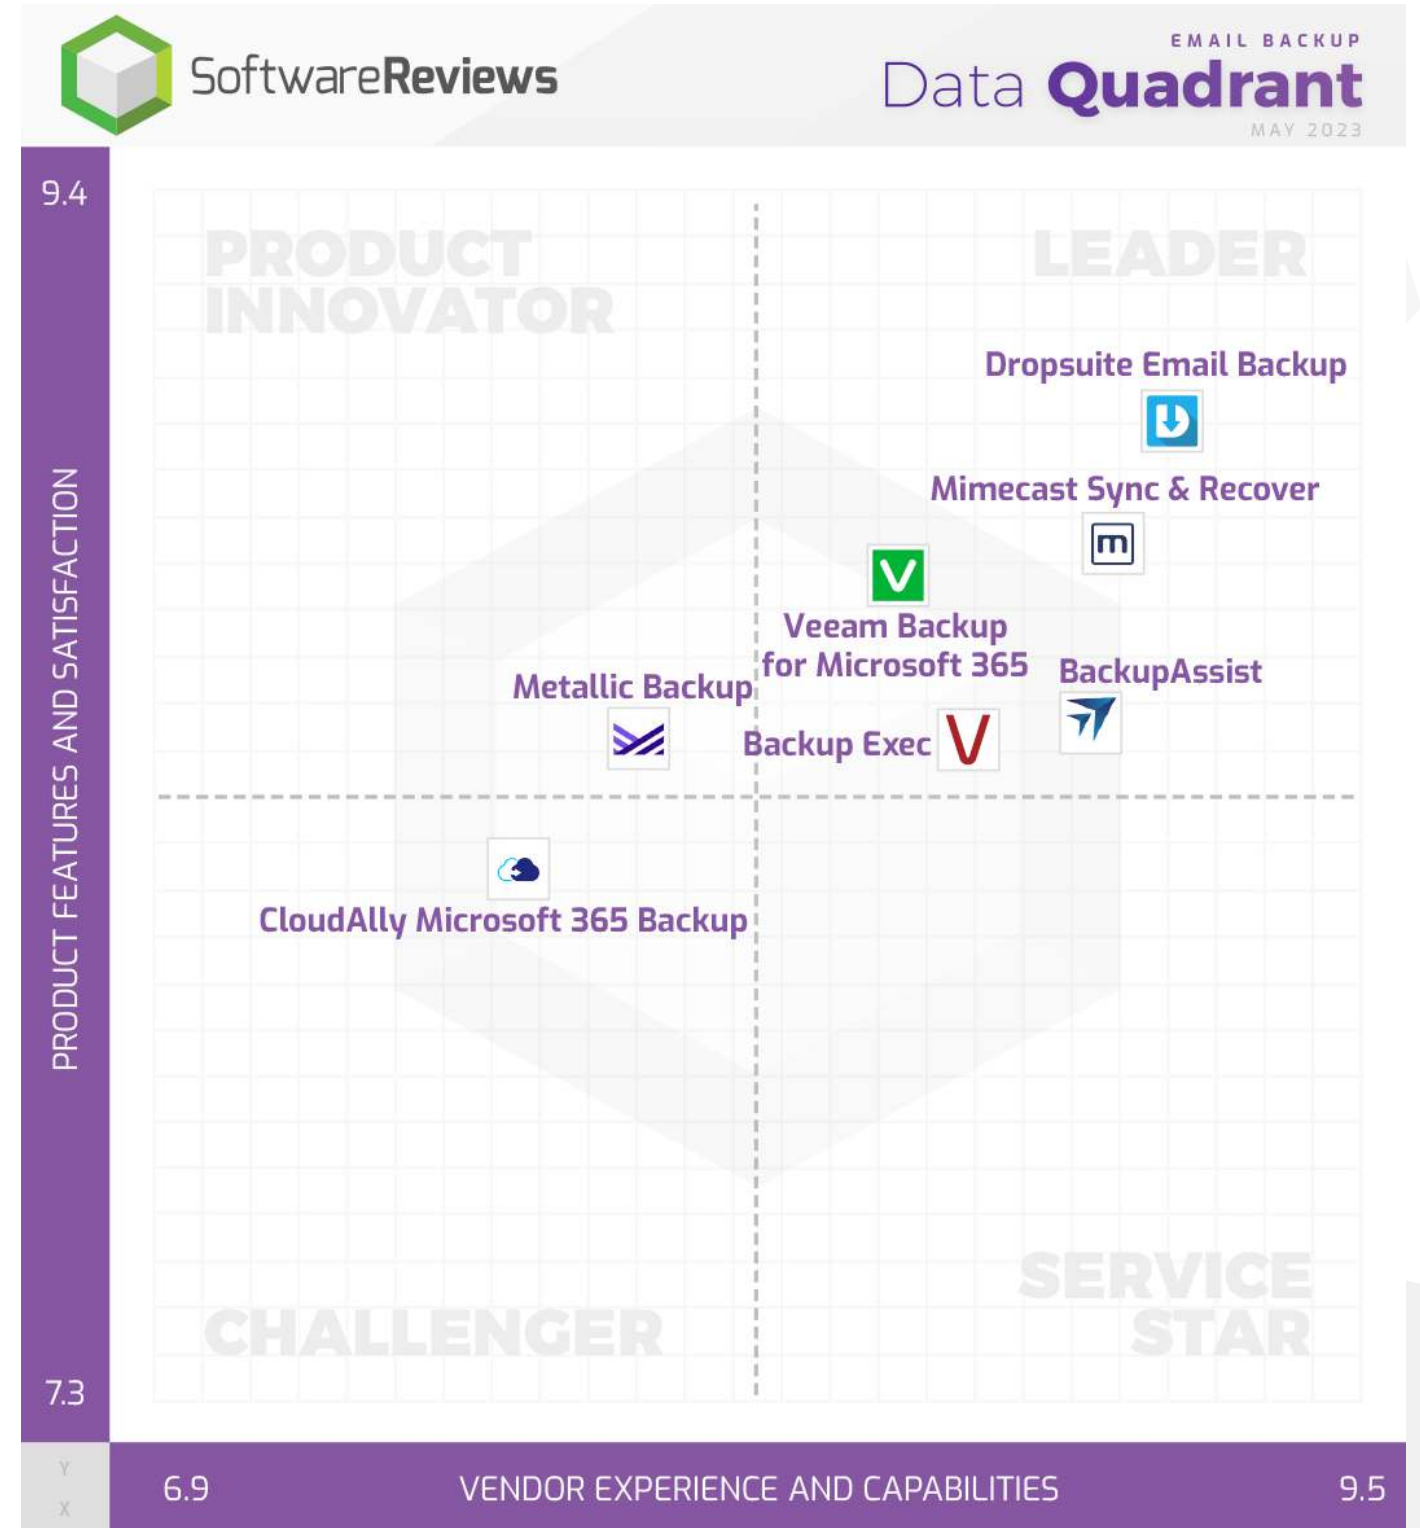 SoftwareReviews
EMAIL BACKUP
Data Quadrant
MAY 2023
9.4
PRODUCT FEATURES AND SATISFACTION
7.3
PRODUCT
INNOVATOR
LEADER
Dropsuite Email Backup
Mimecast Sync & Recover
m
V
Veeam Backup
for Microsoft 365
BackupAssist
Metallic Backup
Backup Exec
V
CloudAlly Microsoft 365 Backup
CHALLENGER
SERVICE
STAR
Y
X
6.9
VENDOR EXPERIENCE AND CAPABILITIES
9.5